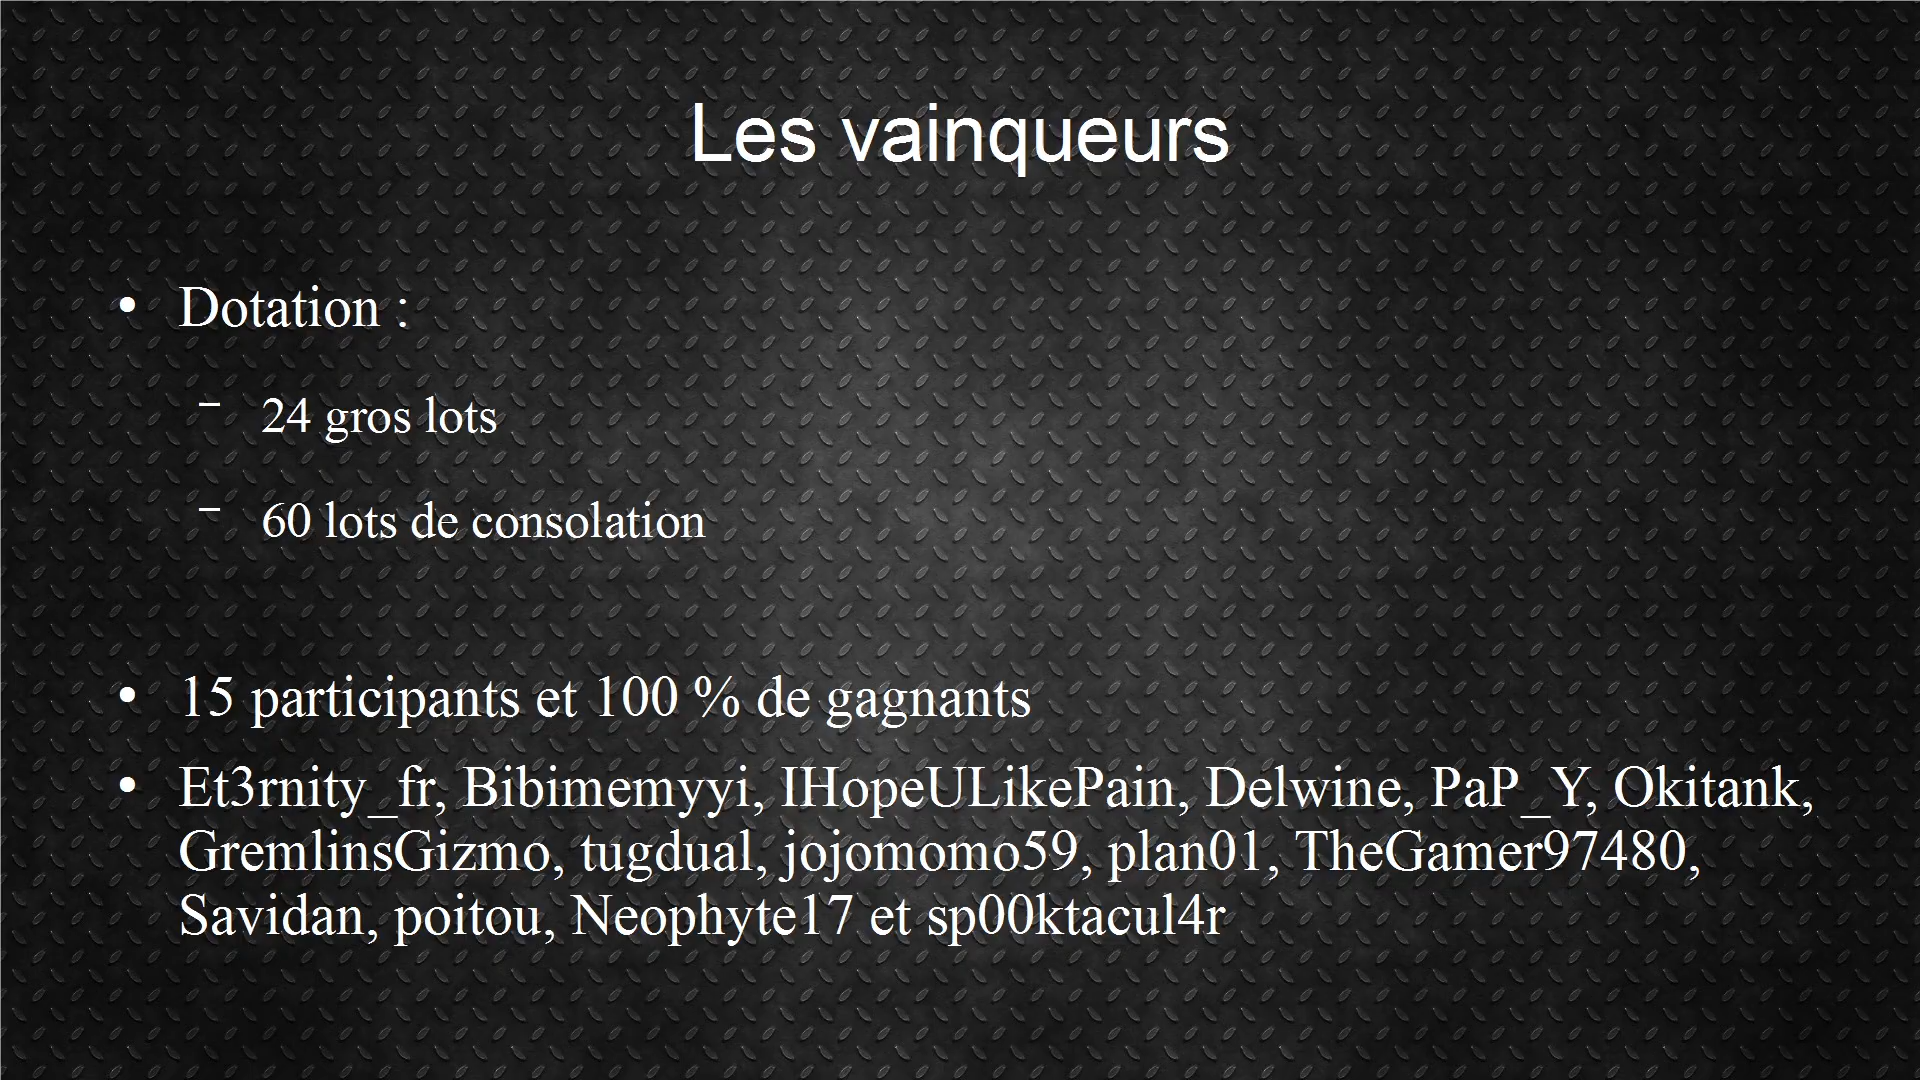 Les vainqueurs
• Dotation :
– 24 gros lots
– 60 lots de consolation
• 15 participants et 100 % de gagnants
• Et3rnity_fr, Bibimemyyi, IHopeULikePain, Delwine, PaP_Y, Okitank,
GremlinsGizmo, tugdual, jojomomo59, plan01, TheGamer97480,
Savidan, poitou, Neophyte17 et sp00ktacul4r